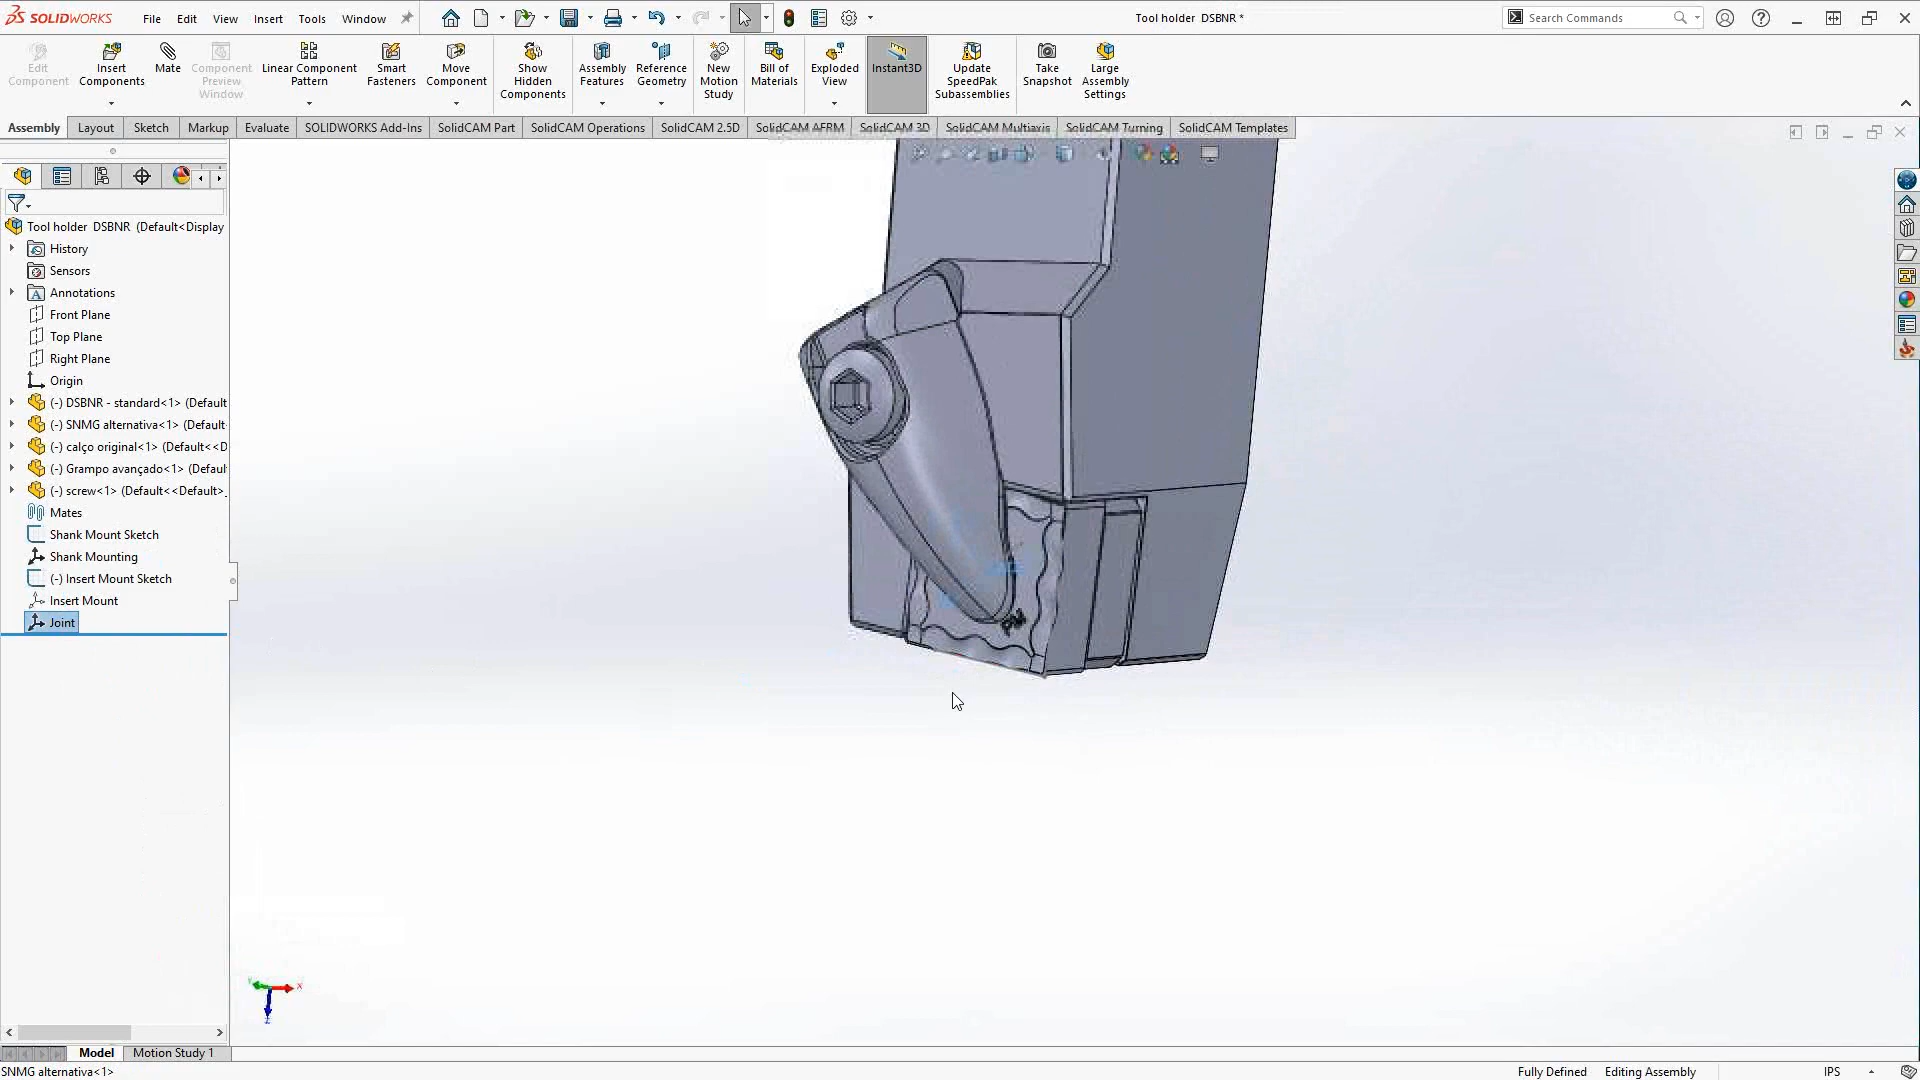 SOLIDWORKS File Edit View Insert Tools Window Tool holder DSBNR * Search Commands
Edit Component
Insert Components
Mate
Component Preview Window
Linear Component Pattern
Smart Fasteners
Move Component
Show Hidden Components
Assembly Features
Reference Geometry
New Motion Study
Bill of Materials
Exploded View
Instant3D
Update SpeedPak Subassemblies
Take Snapshot
Large Assembly Settings
Assembly Layout Sketch Markup Evaluate SOLIDWORKS Add-Ins SolidCAM Part SolidCAM Operations SolidCAM 2.5D SolidCAM AFRM SolidCAM 3D SolidCAM Multiaxis SolidCAM Turning SolidCAM Templates
Tool holder DSBNR (Default<Display
History
Sensors
Annotations
Front Plane
Top Plane
Right Plane
Origin
(-) DSBNR - standard<1> (Default
(-) SNMG alternativa<1> (Default
(-) calço original<1> (Default<<D
(-) Grampo avançado<1> (Defaul
(-) screw<1> (Default<<Default>_
Mates
Shank Mount Sketch
Shank Mounting
(-) Insert Mount Sketch
Insert Mount
Joint
X
Z
Model Motion Study 1
SNMG alternativa<1> Fully Defined Editing Assembly IPS